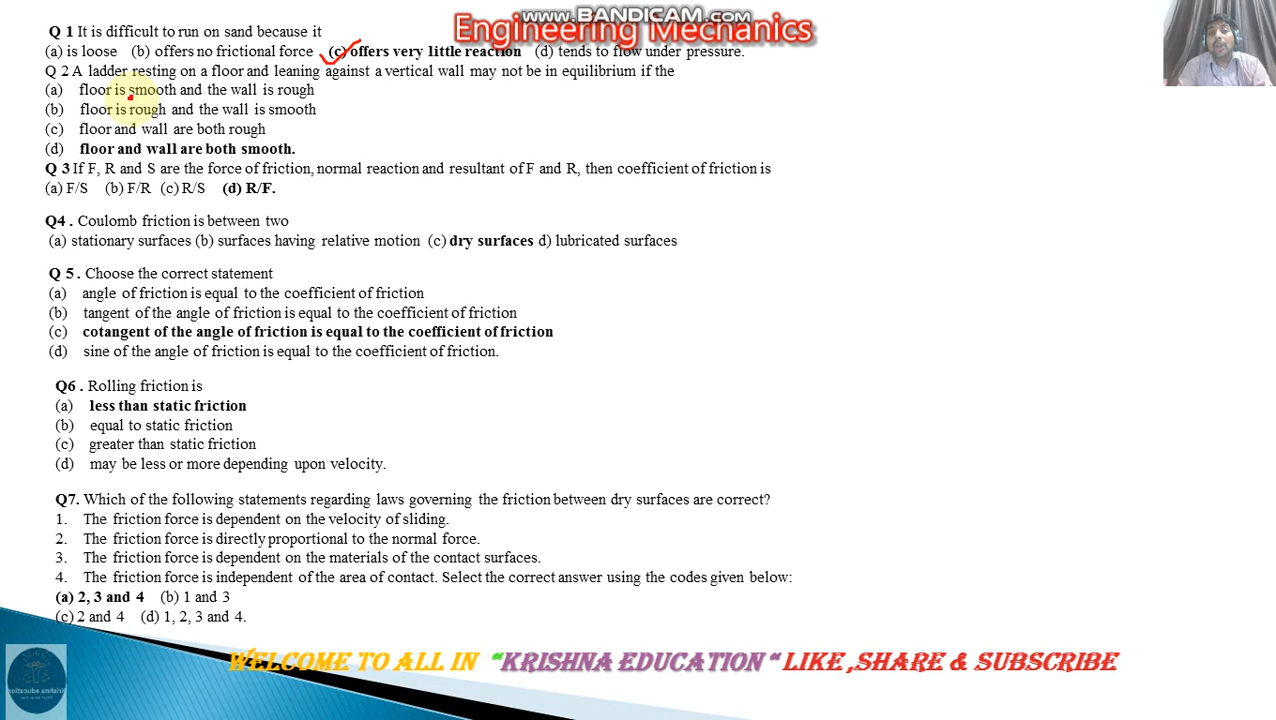 www.BANDICAM.com
Engineering Mechanics
Q 1 It is difficult to run on sand because it
(a) is loose (b) offers no frictional force (c) offers very little reaction (d) tends to flow under pressure.
Q 2 A ladder resting on a floor and leaning against a vertical wall may not be in equilibrium if the
(a) floor is smooth and the wall is rough
(b) floor is rough and the wall is smooth
(c) floor and wall are both rough
(d) floor and wall are both smooth.
Q 3 If F, R and S are the force of friction, normal reaction and resultant of F and R, then coefficient of friction is
(a) F/S (b) F/R (c) R/S (d) R/F.
Q4 . Coulomb friction is between two
(a) stationary surfaces (b) surfaces having relative motion (c) dry surfaces d) lubricated surfaces
Q 5 . Choose the correct statement
(a) angle of friction is equal to the coefficient of friction
(b) tangent of the angle of friction is equal to the coefficient of friction
(c) cotangent of the angle of friction is equal to the coefficient of friction
(d) sine of the angle of friction is equal to the coefficient of friction.
Q6 . Rolling friction is
(a) less than static friction
(b) equal to static friction
(c) greater than static friction
(d) may be less or more depending upon velocity.
Q7. Which of the following statements regarding laws governing the friction between dry surfaces are correct?
1. The friction force is dependent on the velocity of sliding.
2. The friction force is directly proportional to the normal force.
3. The friction force is dependent on the materials of the contact surfaces.
4. The friction force is independent of the area of contact. Select the correct answer using the codes given below:
(a) 2, 3 and 4 (b) 1 and 3
(c) 2 and 4 (d) 1, 2, 3 and 4.
WELCOME TO ALL IN “KRISHNA EDUCATION“ LIKE ,SHARE & SUBSCRIBE